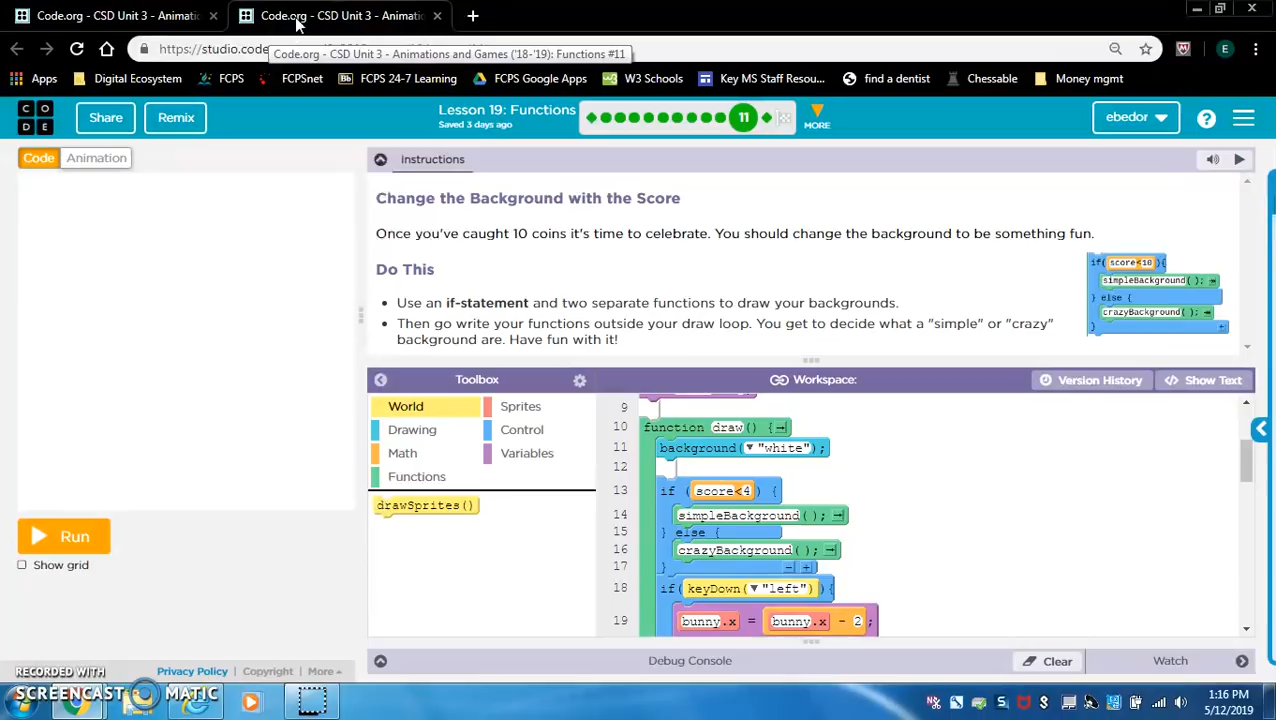 Code.org - CSD Unit 3 - Animatic
Code.org - CSD Unit 3 - Animatic
https://studio.code
Code.org - CSD Unit 3 - Animations and Games ('18-'19): Functions #11
E
Apps
Digital Ecosystem
FCPS
FCPSnet
Bb FCPS 24-7 Learning
FCPS Google Apps
W3 Schools
Key MS Staff Resou...
find a dentist
Chessable
Money mgmt
C O
D E
Share
Remix
Lesson 19: Functions
Saved 3 days ago
11
MORE
ebedor
?
Code
Animation
Instructions
Change the Background with the Score
Once you've caught 10 coins it's time to celebrate. You should change the background to be something fun.
Do This
Use an if-statement and two separate functions to draw your backgrounds.
Then go write your functions outside your draw loop. You get to decide what a "simple" or "crazy"
background are. Have fun with it!
if( score<10 ){
simpleBackground( );
} else {
crazyBackground( );
}
Toolbox
Workspace:
Version History
</> Show Text
World
Sprites
Drawing
Control
Math
Variables
Functions
drawSprites()
9
10 function draw() {
11 background( "white");
12
13 if ( score<4 ) {
14 simpleBackground( );
15 } else {
16 crazyBackground( );
17 }
18 if( keyDown( "left") ){
19 bunny.x = bunny.x - 2 ;
Run
Show grid
Debug Console
Clear
Watch
Privacy Policy | Copyright | More
RECORDED WITH
SCREENCAST MATIC
1:16 PM
5/12/2019